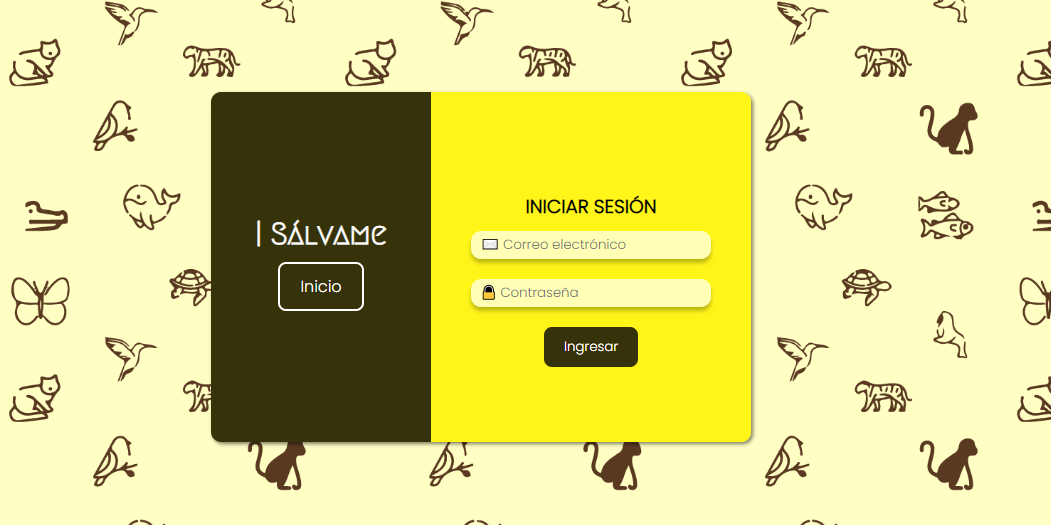 | SÁLVAME
Inicio
INICIAR SESIÓN
✉️ Correo electrónico
🔒 Contraseña
Ingresar